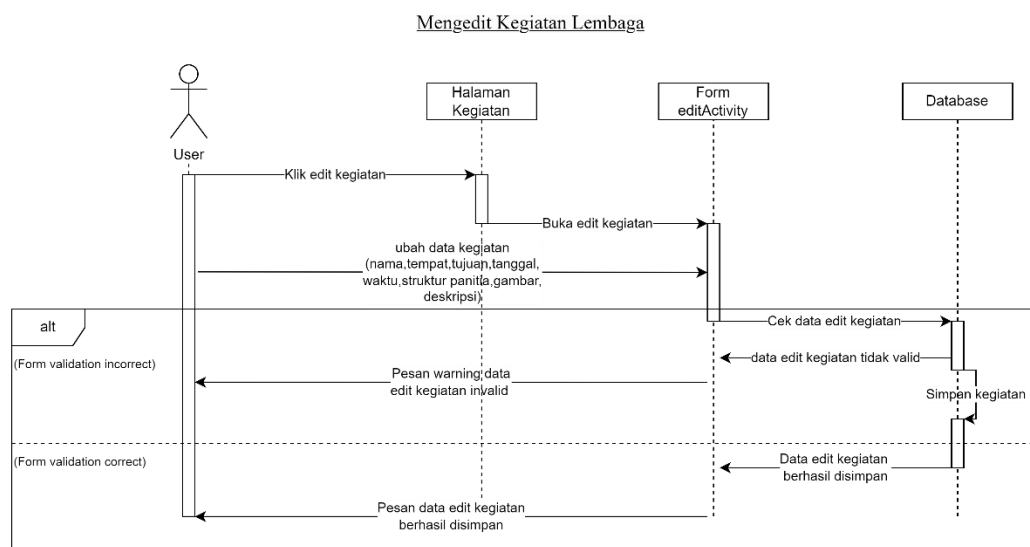 Mengedit Kegiatan Lembaga
User
Halaman
Kegiatan
Form
editActivity
Database
Klik edit kegiatan
Buka edit kegiatan
ubah data kegiatan
(nama,tempat,tujuan,tanggal,
waktu,struktur panitia,gambar,
deskripsi)
alt
(Form validation incorrect)
Cek data edit kegiatan
data edit kegiatan tidak valid
Pesan warning data
edit kegiatan invalid
Simpan kegiatan
(Form validation correct)
Data edit kegiatan
berhasil disimpan
Pesan data edit kegiatan
berhasil disimpan